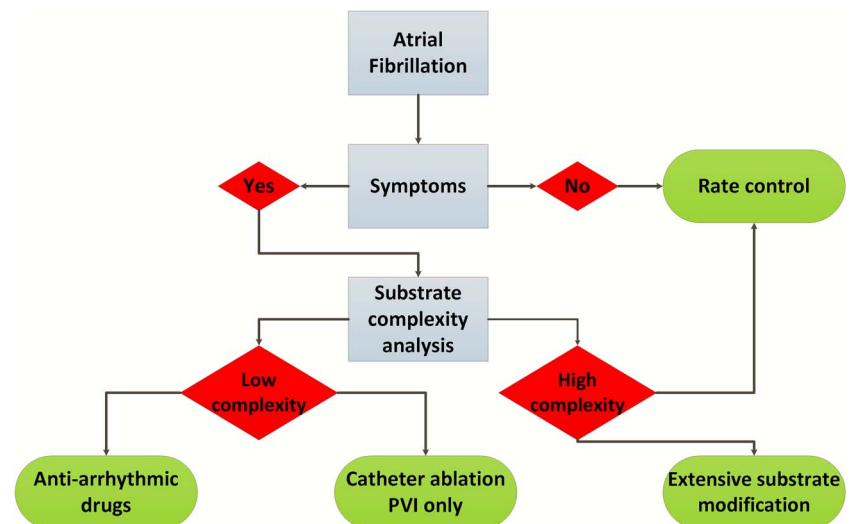 Atrial
Fibrillation
Yes
Symptoms
No
Rate control
Substrate
complexity
analysis
Low
complexity
High
complexity
Anti-arrhythmic
drugs
Catheter ablation
PVI only
Extensive substrate
modification